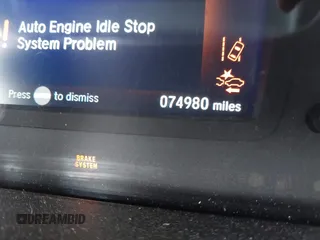 ! Auto Engine Idle Stop
System Problem
Press to dismiss
074980 miles
BRAKE
SYSTEM
DREAMBID